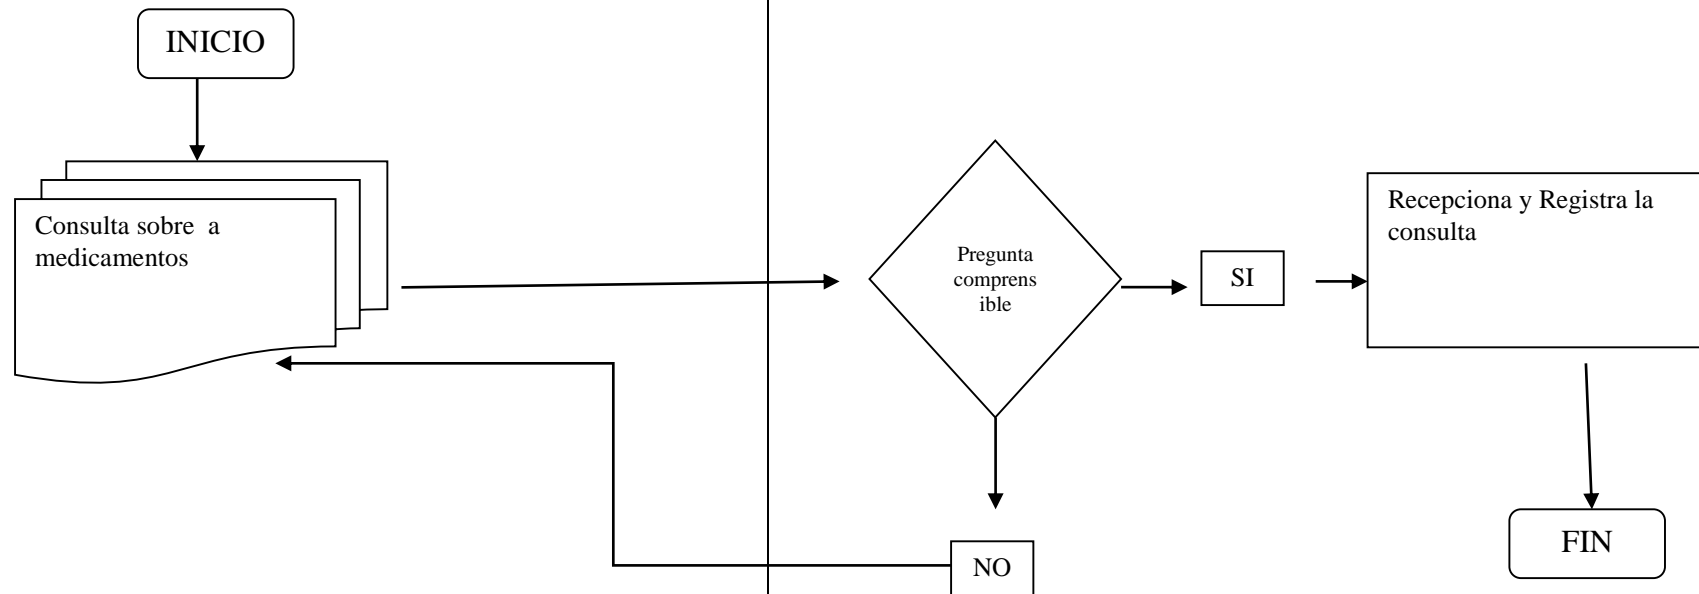 INICIO
Consulta sobre  a
medicamentos
Pregunta
comprens
ible
SI
Recepciona y Registra la
consulta
NO
FIN